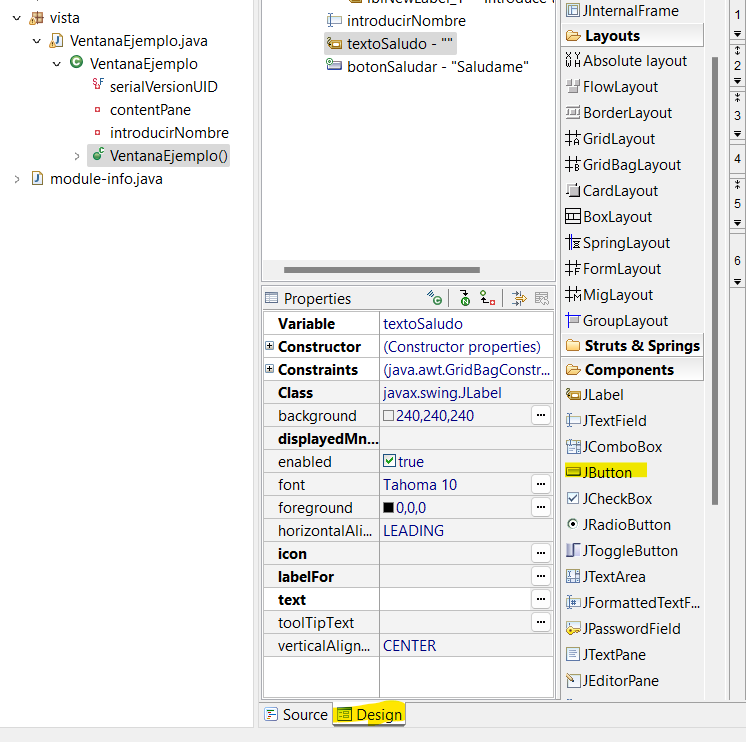 vista
VentanaEjemplo.java
VentanaEjemplo
serialVersionUID
contentPane
introducirNombre
VentanaEjemplo()
module-info.java
introducirNombre
textoSaludo - ""
botonSaludar - "Saludame"
Properties
Variable textoSaludo
Constructor (Constructor properties)
Constraints (java.awt.GridBagConstr...
Class javax.swing.JLabel
background 240,240,240 ...
displayedMn...
enabled true
font Tahoma 10 ...
foreground 0,0,0 ...
horizontalAli... LEADING
icon ...
labelFor ...
text ...
toolTipText ...
verticalAlign... CENTER
Source Design
JInternalFrame
Layouts
Absolute layout
FlowLayout
BorderLayout
GridLayout
GridBagLayout
CardLayout
BoxLayout
SpringLayout
FormLayout
MigLayout
GroupLayout
Struts & Springs
Components
JLabel
JTextField
JComboBox
JButton
JCheckBox
JRadioButton
JToggleButton
JTextArea
JFormattedTextF...
JPasswordField
JTextPane
JEditorPane
1
2
3
4
5
6